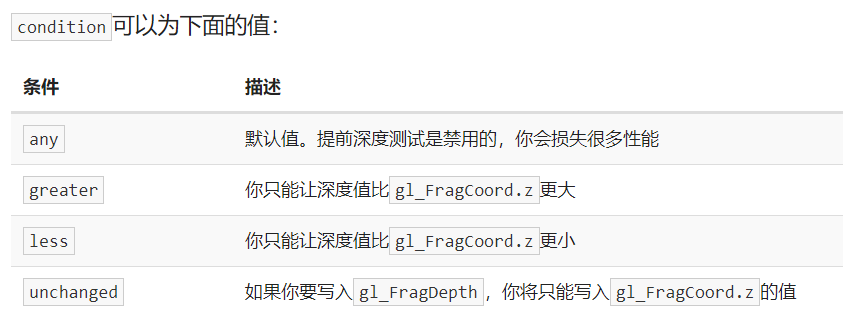 condition可以为下面的值：
条件 描述
any 默认值。提前深度测试是禁用的，你会损失很多性能
greater 你只能让深度值比gl_FragCoord.z更大
less 你只能让深度值比gl_FragCoord.z更小
unchanged 如果你要写入gl_FragDepth，你将只能写入gl_FragCoord.z的值